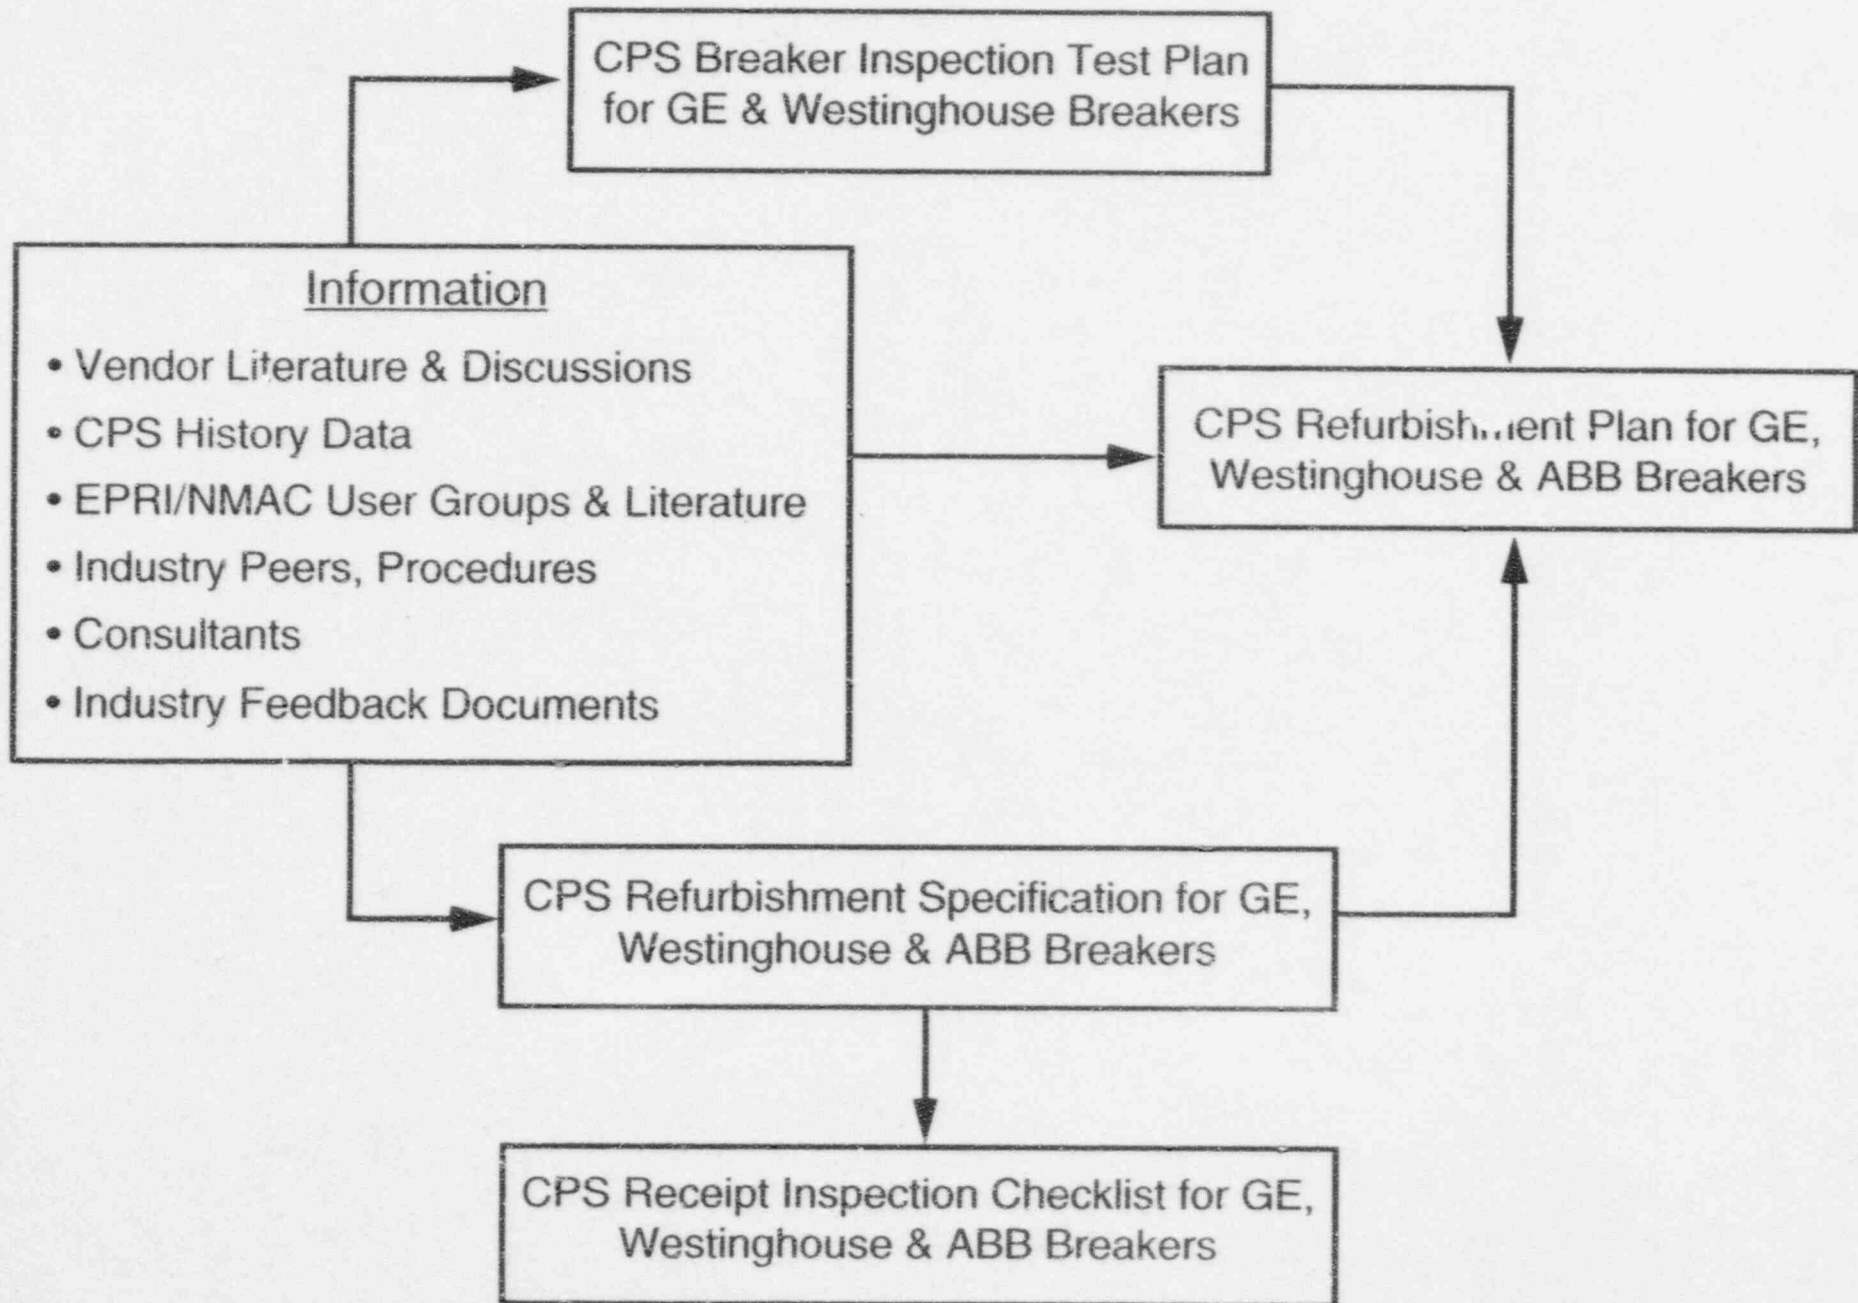 CPS Breaker Inspection Test Plan
for GE & Westinghouse Breakers
Information
• Vendor Literature & Discussions
• CPS History Data
• EPRI/NMAC User Groups & Literature
• Industry Peers, Procedures
• Consultants
• Industry Feedback Documents
CPS Refurbishment Plan for GE,
Westinghouse & ABB Breakers
CPS Refurbishment Specification for GE,
Westinghouse & ABB Breakers
CPS Receipt Inspection Checklist for GE,
Westinghouse & ABB Breakers